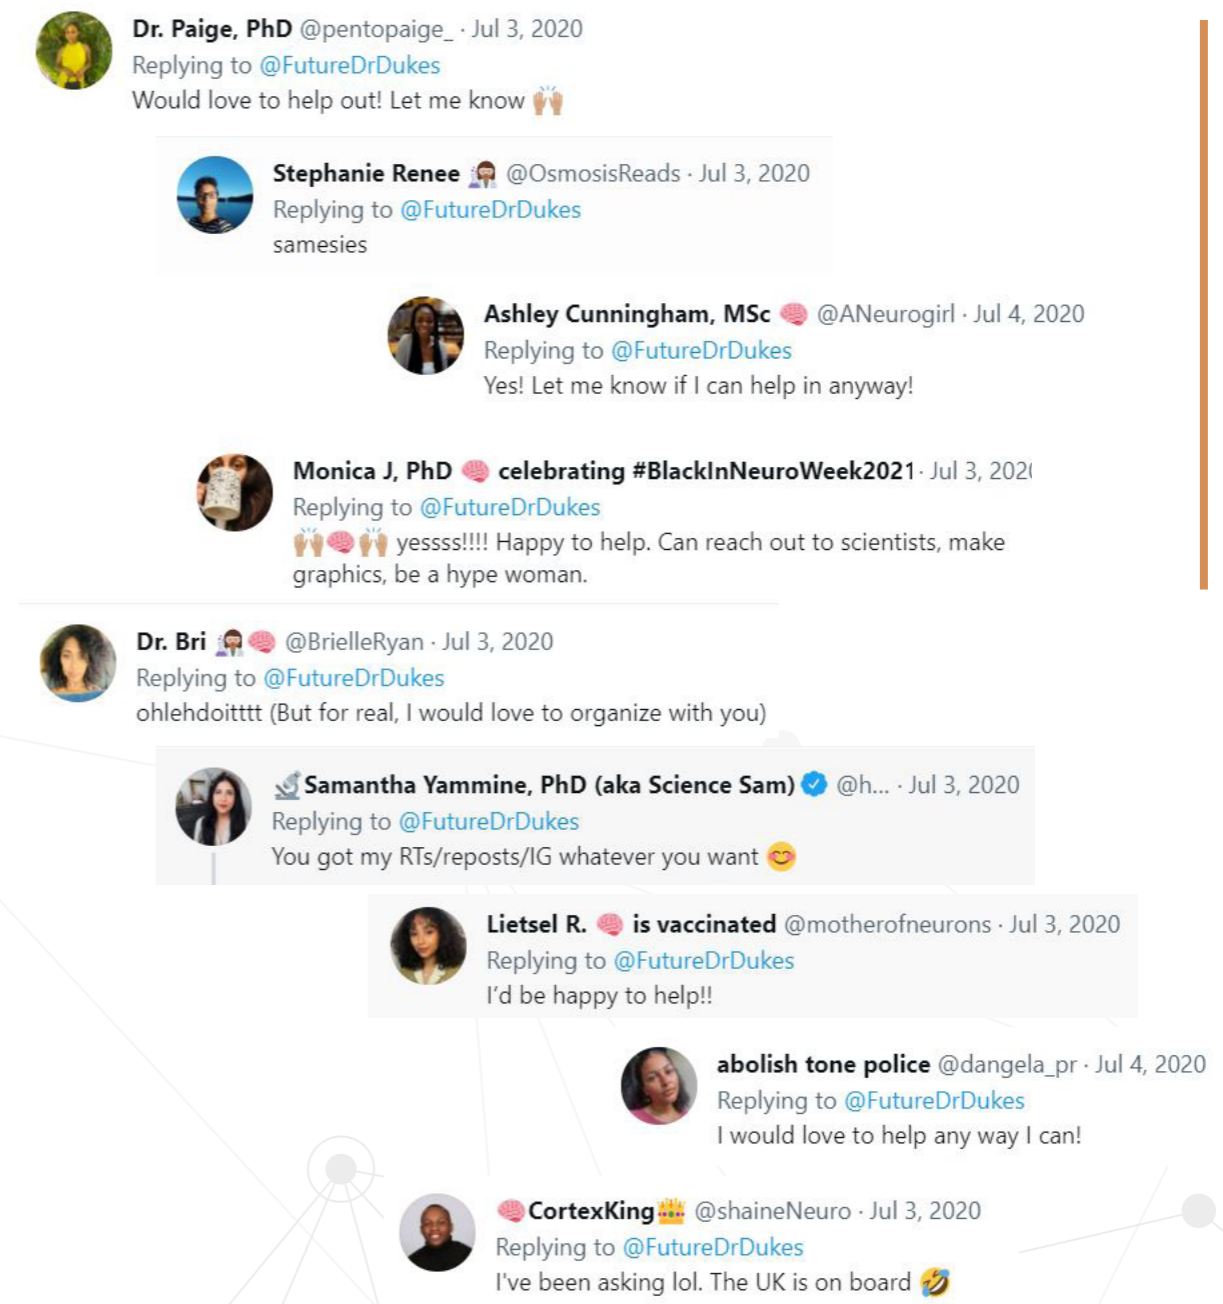 Dr. Paige, PhD @pentopaige_ · Jul 3, 2020
Replying to @FutureDrDukes
Would love to help out! Let me know 🙌🏽
Stephanie Renee 👩🏽‍🔬 @OsmosisReads · Jul 3, 2020
Replying to @FutureDrDukes
samesies
Ashley Cunningham, MSc 🧠 @ANeurogirl · Jul 4, 2020
Replying to @FutureDrDukes
Yes! Let me know if I can help in anyway!
Monica J, PhD 🧠 celebrating #BlackInNeuroWeek2021 · Jul 3, 202
Replying to @FutureDrDukes
🙌🏽🧠🙌🏽 yessss!!!! Happy to help. Can reach out to scientists, make
graphics, be a hype woman.
Dr. Bri 👩🏽‍🔬🧠 @BrielleRyan · Jul 3, 2020
Replying to @FutureDrDukes
ohlehdoitttt (But for real, I would love to organize with you)
🔬Samantha Yammine, PhD (aka Science Sam) @h... · Jul 3, 2020
Replying to @FutureDrDukes
You got my RTs/reposts/IG whatever you want 😊
Lietsel R. 🧠 is vaccinated @motherofneurons · Jul 3, 2020
Replying to @FutureDrDukes
I'd be happy to help!!
abolish tone police @dangela_pr · Jul 4, 2020
Replying to @FutureDrDukes
I would love to help any way I can!
🧠CortexKing👑 @shaineNeuro · Jul 3, 2020
Replying to @FutureDrDukes
I've been asking lol. The UK is on board 🤣